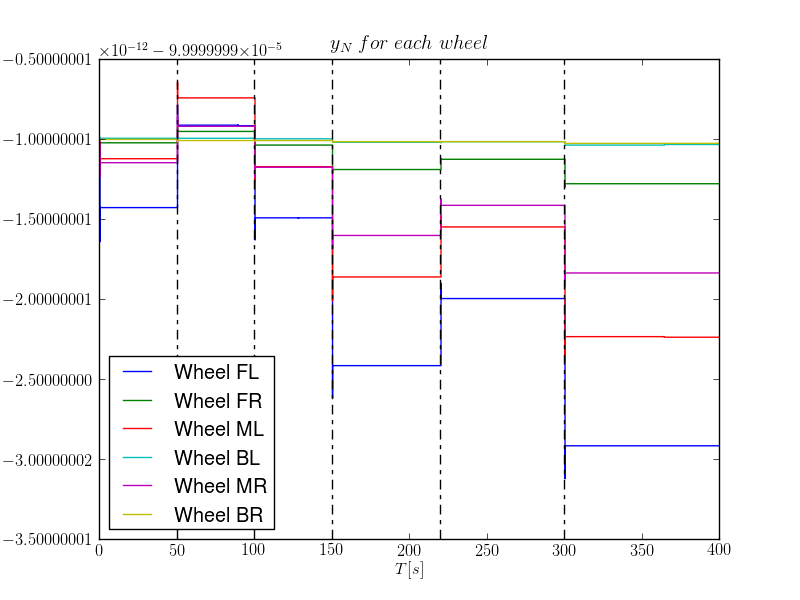 ×10⁻¹² − 9.9999999×10⁻⁵
y_N for each wheel
−0.50000001
−1.00000001
−1.50000001
−2.00000001
−2.50000000
−3.00000002
−3.50000001
Wheel FL
Wheel FR
Wheel ML
Wheel BL
Wheel MR
Wheel BR
0 50 100 150 200 250 300 350 400
T[s]